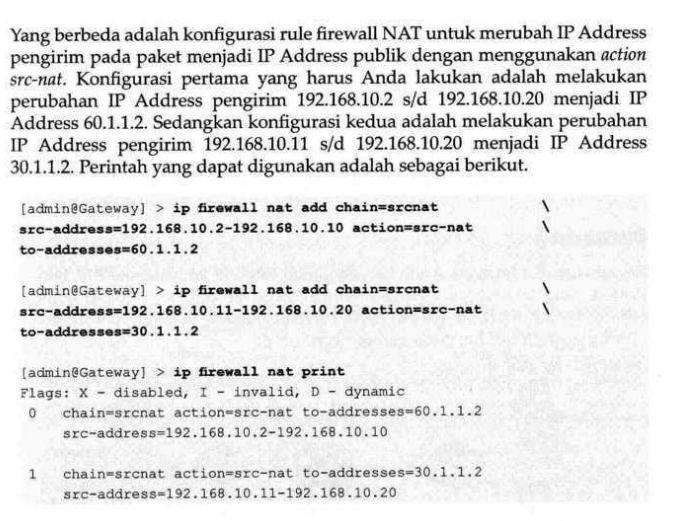 Yang berbeda adalah konfigurasi rule firewall NAT untuk merubah IP Address
pengirim pada paket menjadi IP Address publik dengan menggunakan action
src-nat. Konfigurasi pertama yang harus Anda lakukan adalah melakukan
perubahan IP Address pengirim 192.168.10.2 s/d 192.168.10.20 menjadi IP
Address 60.1.1.2. Sedangkan konfigurasi kedua adalah melakukan perubahan
IP Address pengirim 192.168.10.11 s/d 192.168.10.20 menjadi IP Address
30.1.1.2. Perintah yang dapat digunakan adalah sebagai berikut.
[admin@Gateway] > ip firewall nat add chain=srcnat \
src-address=192.168.10.2-192.168.10.10 action=src-nat \
to-addresses=60.1.1.2
[admin@Gateway] > ip firewall nat add chain=srcnat \
src-address=192.168.10.11-192.168.10.20 action=src-nat \
to-addresses=30.1.1.2
[admin@Gateway] > ip firewall nat print
Flags: X - disabled, I - invalid, D - dynamic
0 chain=srcnat action=src-nat to-addresses=60.1.1.2
src-address=192.168.10.2-192.168.10.10
1 chain=srcnat action=src-nat to-addresses=30.1.1.2
src-address=192.168.10.11-192.168.10.20